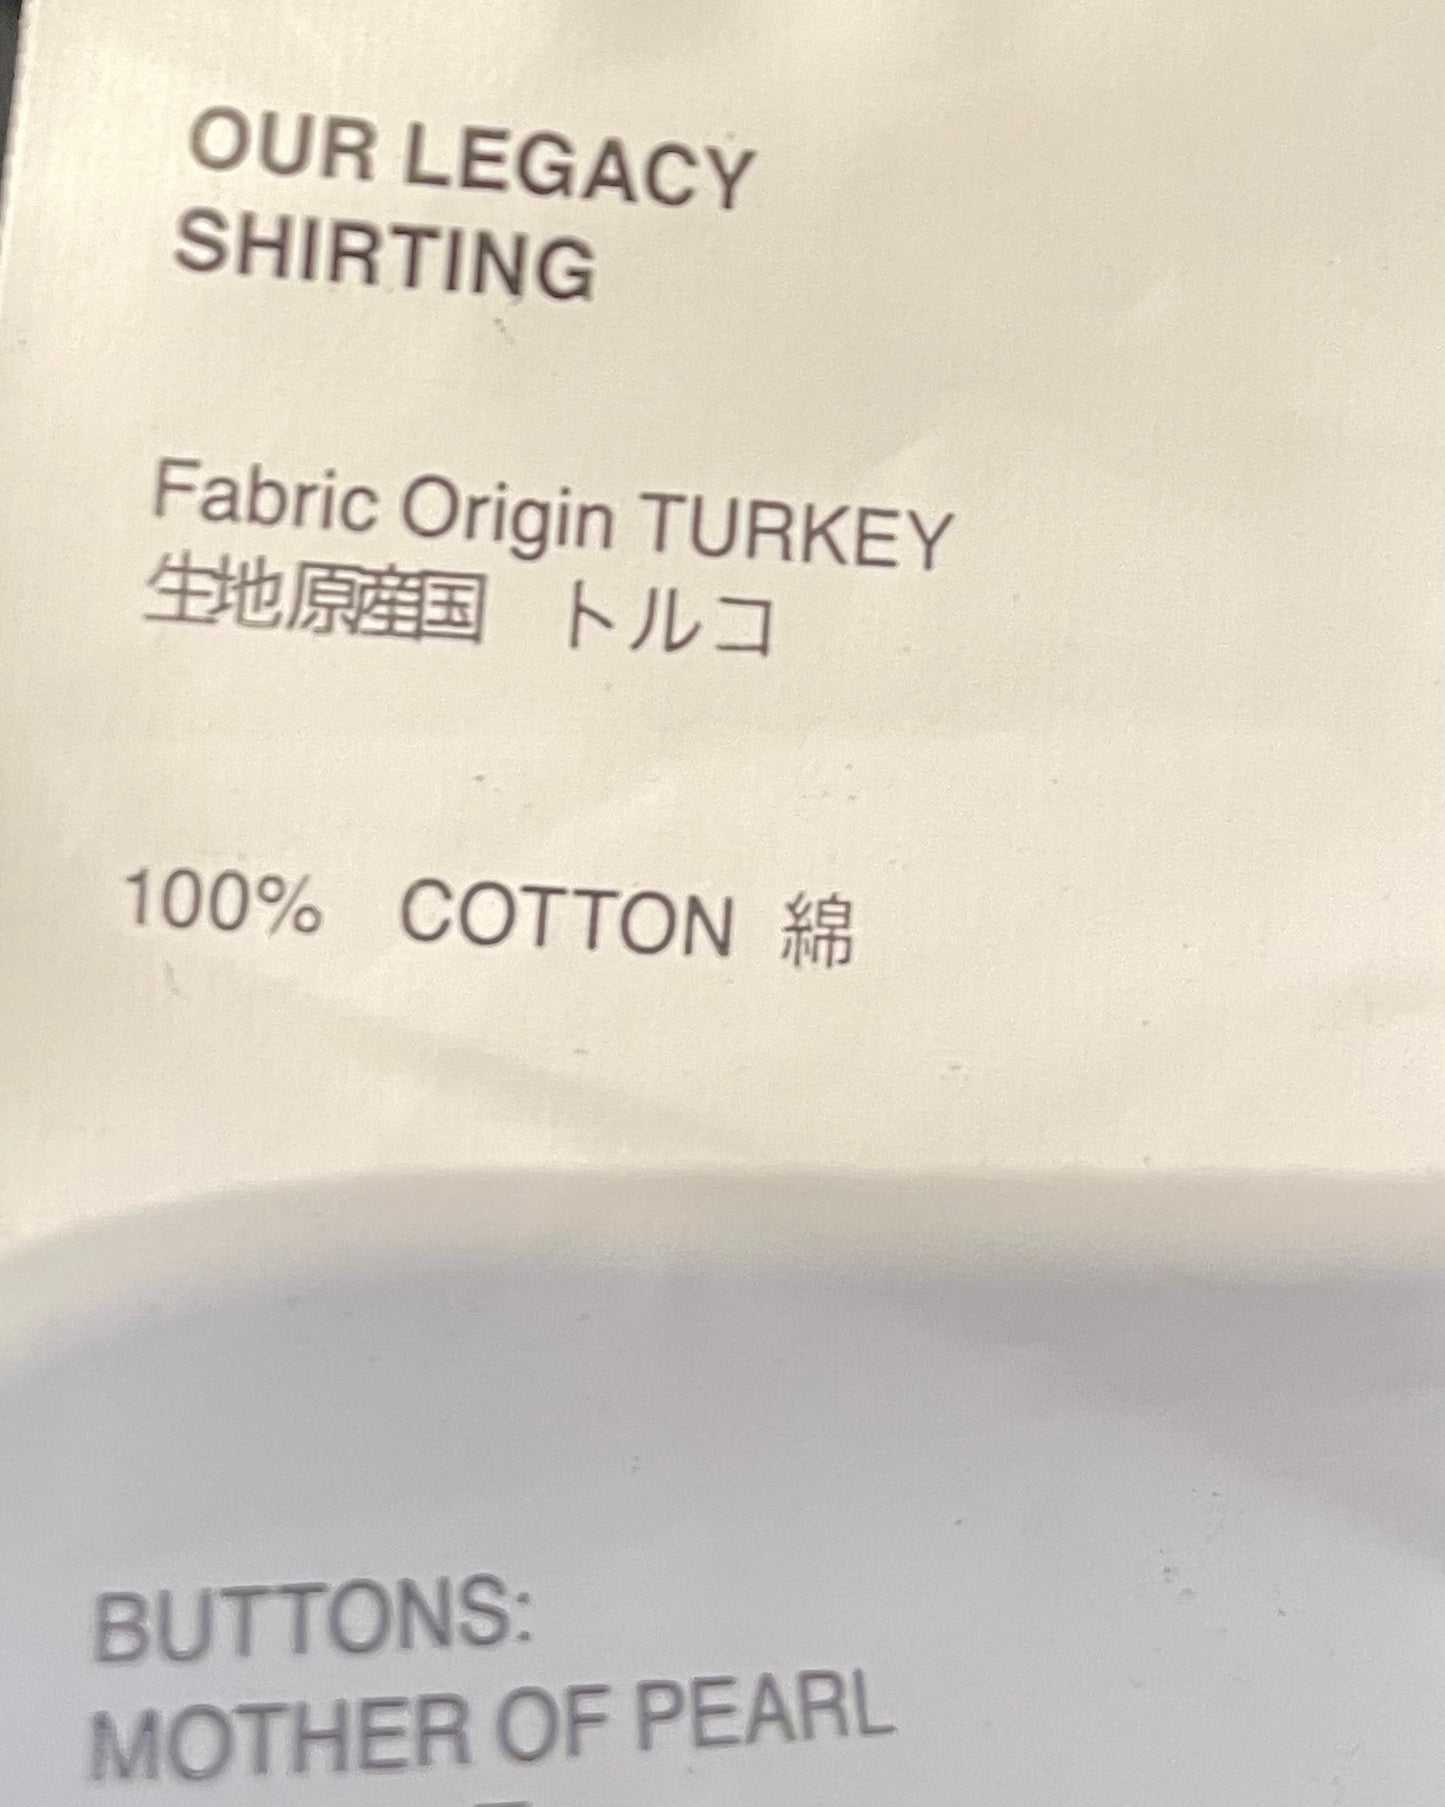 OUR LEGACY
SHIRTING
Fabric Origin TURKEY
生地原産国 トルコ
100% COTTON 綿
BUTTONS:
MOTHER OF PEARL